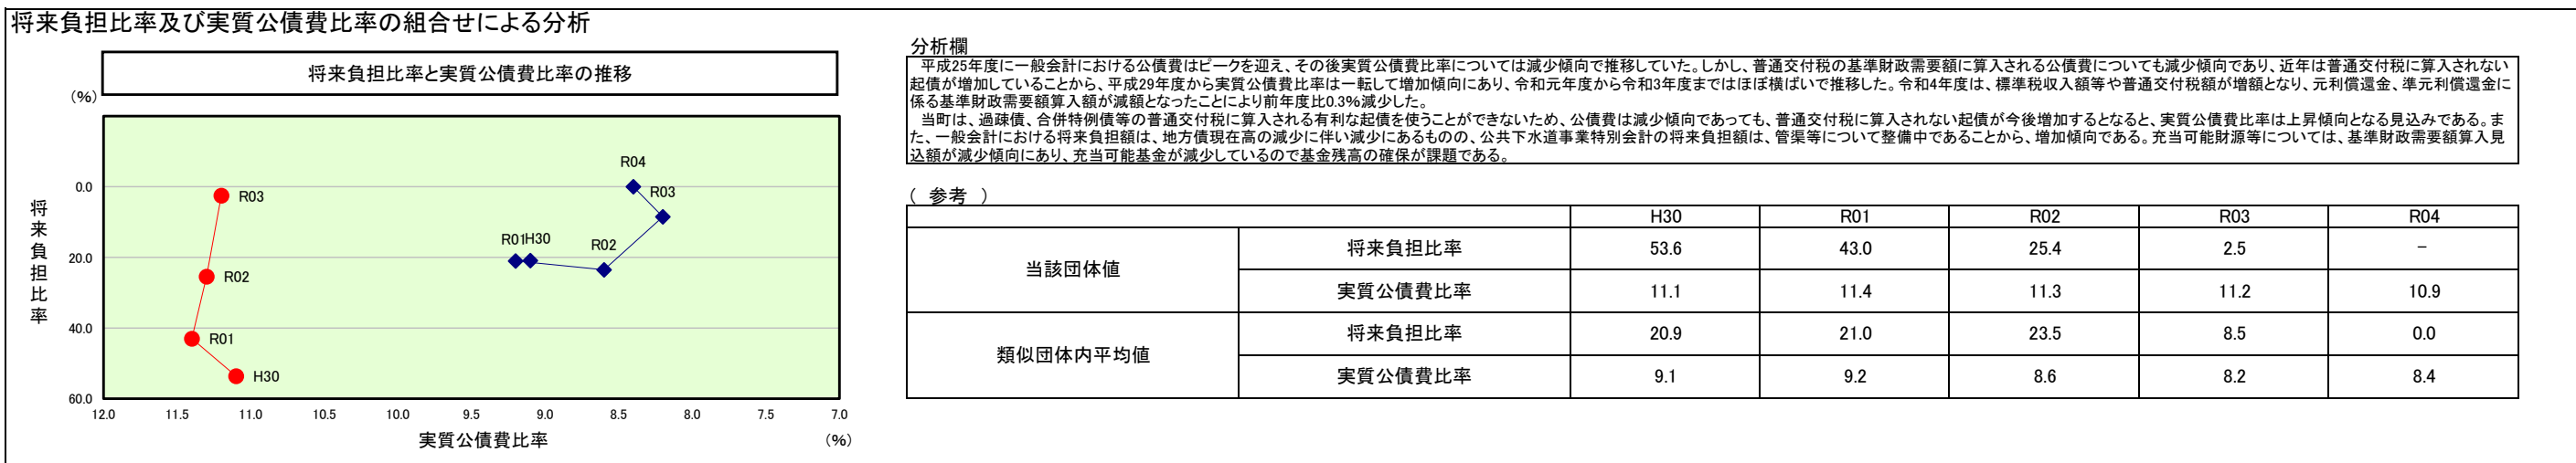 将来負担比率及び実質公債費比率の組合せによる分析
将来負担比率と実質公債費比率の推移
(%)
0.0
20.0
40.0
60.0
将来負担比率
R03
R02
R01
H30
R04
R03
R01
H30
R02
12.0 11.5 11.0 10.5 10.0 9.5 9.0 8.5 8.0 7.5 7.0
実質公債費比率
(%)
分析欄
平成25年度に一般会計における公債費はピークを迎え、その後実質公債費比率については減少傾向で推移していた。しかし、普通交付税の基準財政需要額に算入される公債費についても減少傾向であり、近年は普通交付税に算入されない
起債が増加していることから、平成29年度から実質公債費比率は一転して増加傾向にあり、令和元年度から令和3年度まではほぼ横ばいで推移した。令和4年度は、標準税収入額等や普通交付税額が増額となり、元利償還金、準元利償還金に
係る基準財政需要額算入額が減額となったことにより前年度比0.3%減少した。
当町は、過疎債、合併特例債等の普通交付税に算入される有利な起債を使うことができないため、公債費は減少傾向であっても、普通交付税に算入されない起債が今後増加するとなると、実質公債費比率は上昇傾向となる見込みである。ま
た、一般会計における将来負担額は、地方債現在高の減少に伴い減少にあるものの、公共下水道事業特別会計の将来負担額は、管渠等について整備中であることから、増加傾向である。充当可能財源等については、基準財政需要額算入見
込額が減少傾向にあり、充当可能基金が減少しているので基金残高の確保が課題である。
( 参考 )
H30 R01 R02 R03 R04
当該団体値
将来負担比率 53.6 43.0 25.4 2.5 -
実質公債費比率 11.1 11.4 11.3 11.2 10.9
類似団体内平均値
将来負担比率 20.9 21.0 23.5 8.5 0.0
実質公債費比率 9.1 9.2 8.6 8.2 8.4